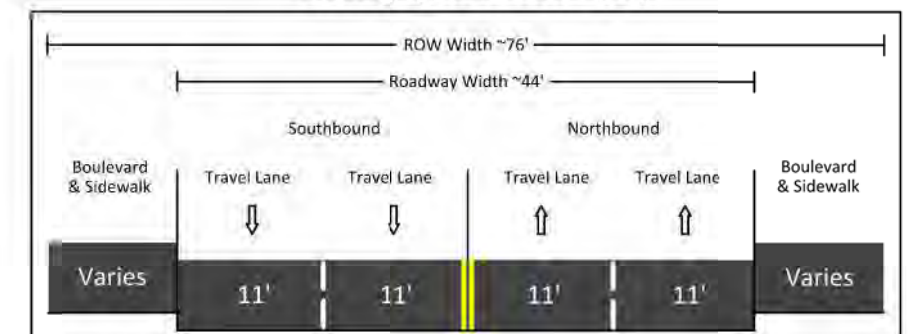 ROW Width ~76'
Roadway Width ~44'
Southbound
Northbound
Boulevard
& Sidewalk
Travel Lane
Travel Lane
Travel Lane
Travel Lane
Boulevard
& Sidewalk
Varies
11'
11'
11'
11'
Varies